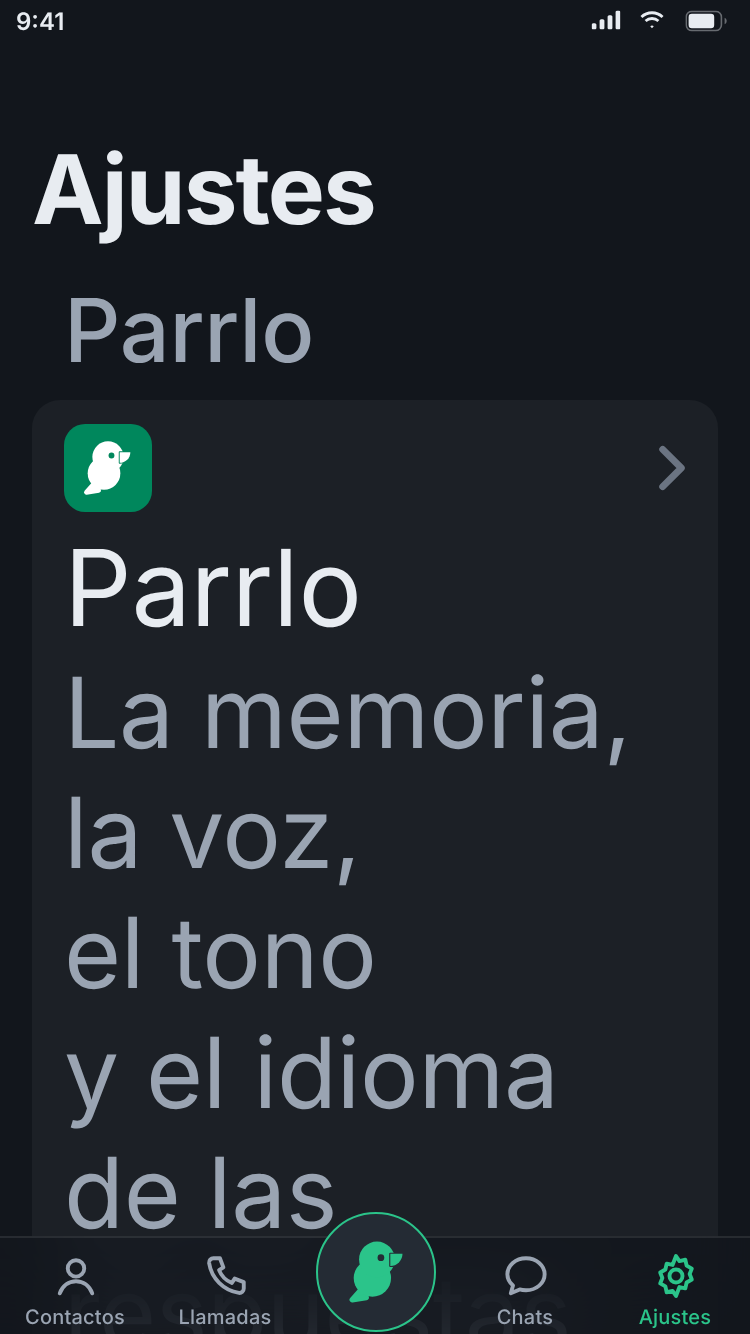 9:41
Ajustes
Parrlo
Parrlo
La memoria,
la voz,
el tono
y el idioma
de las
respuestas
Contactos
Llamadas
Chats
Ajustes